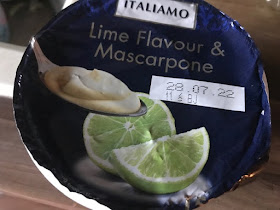 ITALIAMO
Lime Flavour &
Mascarpone
28.07.22